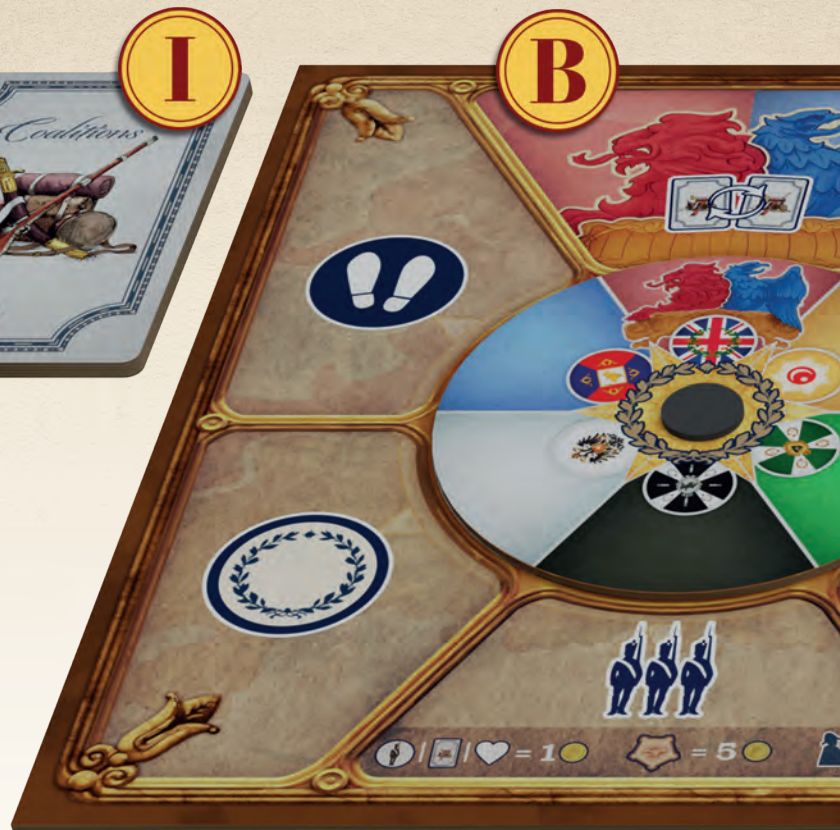 I
B
Coalitions
= 1
= 5